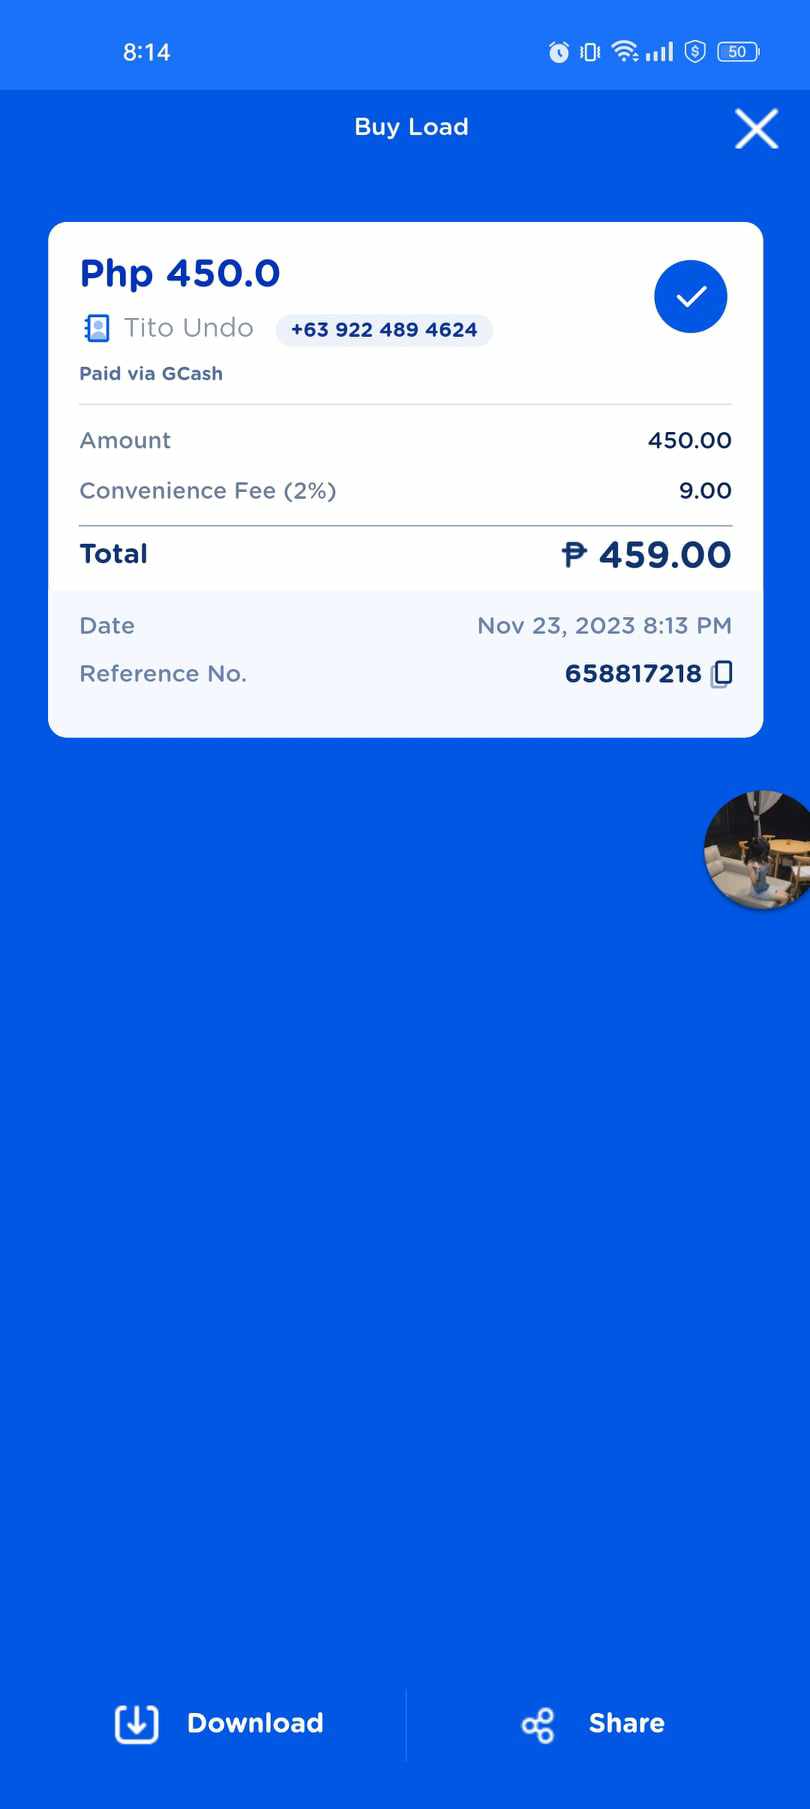 8:14
50
Buy Load
Php 450.0
Tito Undo +63 922 489 4624
Paid via GCash
Amount 450.00
Convenience Fee (2%) 9.00
Total ₱ 459.00
Date Nov 23, 2023 8:13 PM
Reference No. 658817218
Download Share